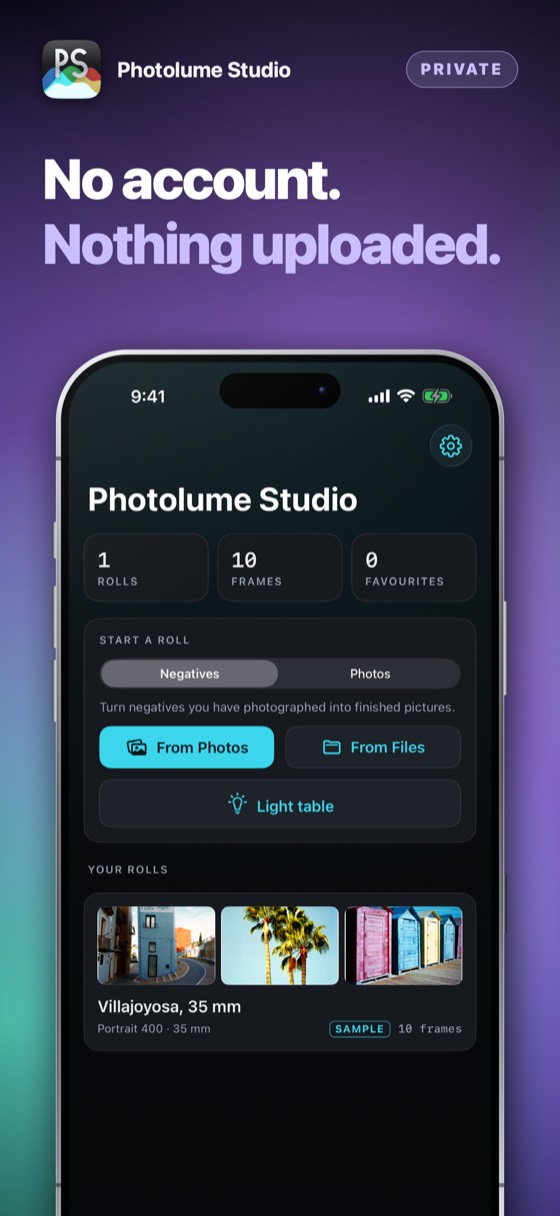 PS
Photolume Studio
PRIVATE
No account.
Nothing uploaded.
9:41
Photolume Studio
1
ROLLS
10
FRAMES
0
FAVOURITES
START A ROLL
Negatives
Photos
Turn negatives you have photographed into finished pictures.
From Photos
From Files
Light table
YOUR ROLLS
Villajoyosa, 35 mm
Portrait 400 · 35 mm
SAMPLE
10 frames